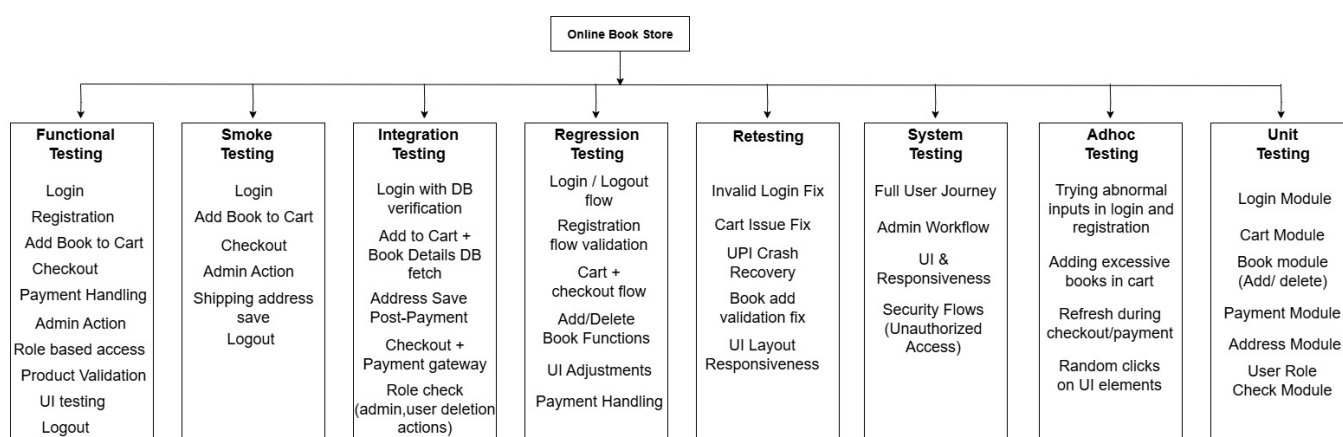 Online Book Store
Functional
Testing
Login
Registration
Add Book to Cart
Checkout
Payment Handling
Admin Action
Role based access
Product Validation
UI testing
Logout
Smoke
Testing
Login
Add Book to Cart
Checkout
Admin Action
Shipping address
save
Logout
Integration
Testing
Login with DB
verification
Add to Cart +
Book Details DB
fetch
Address Save
Post-Payment
Checkout +
Payment gateway
Role check
(admin,user deletion
actions)
Regression
Testing
Login / Logout
flow
Registration
flow validation
Cart +
checkout flow
Add/Delete
Book Functions
UI Adjustments
Payment Handling
Retesting
Invalid Login Fix
Cart Issue Fix
UPI Crash
Recovery
Book add
validation fix
UI Layout
Responsiveness
System
Testing
Full User Journey
Admin Workflow
UI &
Responsiveness
Security Flows
(Unauthorized
Access)
Adhoc
Testing
Trying abnormal
inputs in login and
registration
Adding excessive
books in cart
Refresh during
checkout/payment
Random clicks
on UI elements
Unit
Testing
Login Module
Cart Module
Book module
(Add/ delete)
Payment Module
Address Module
User Role
Check Module